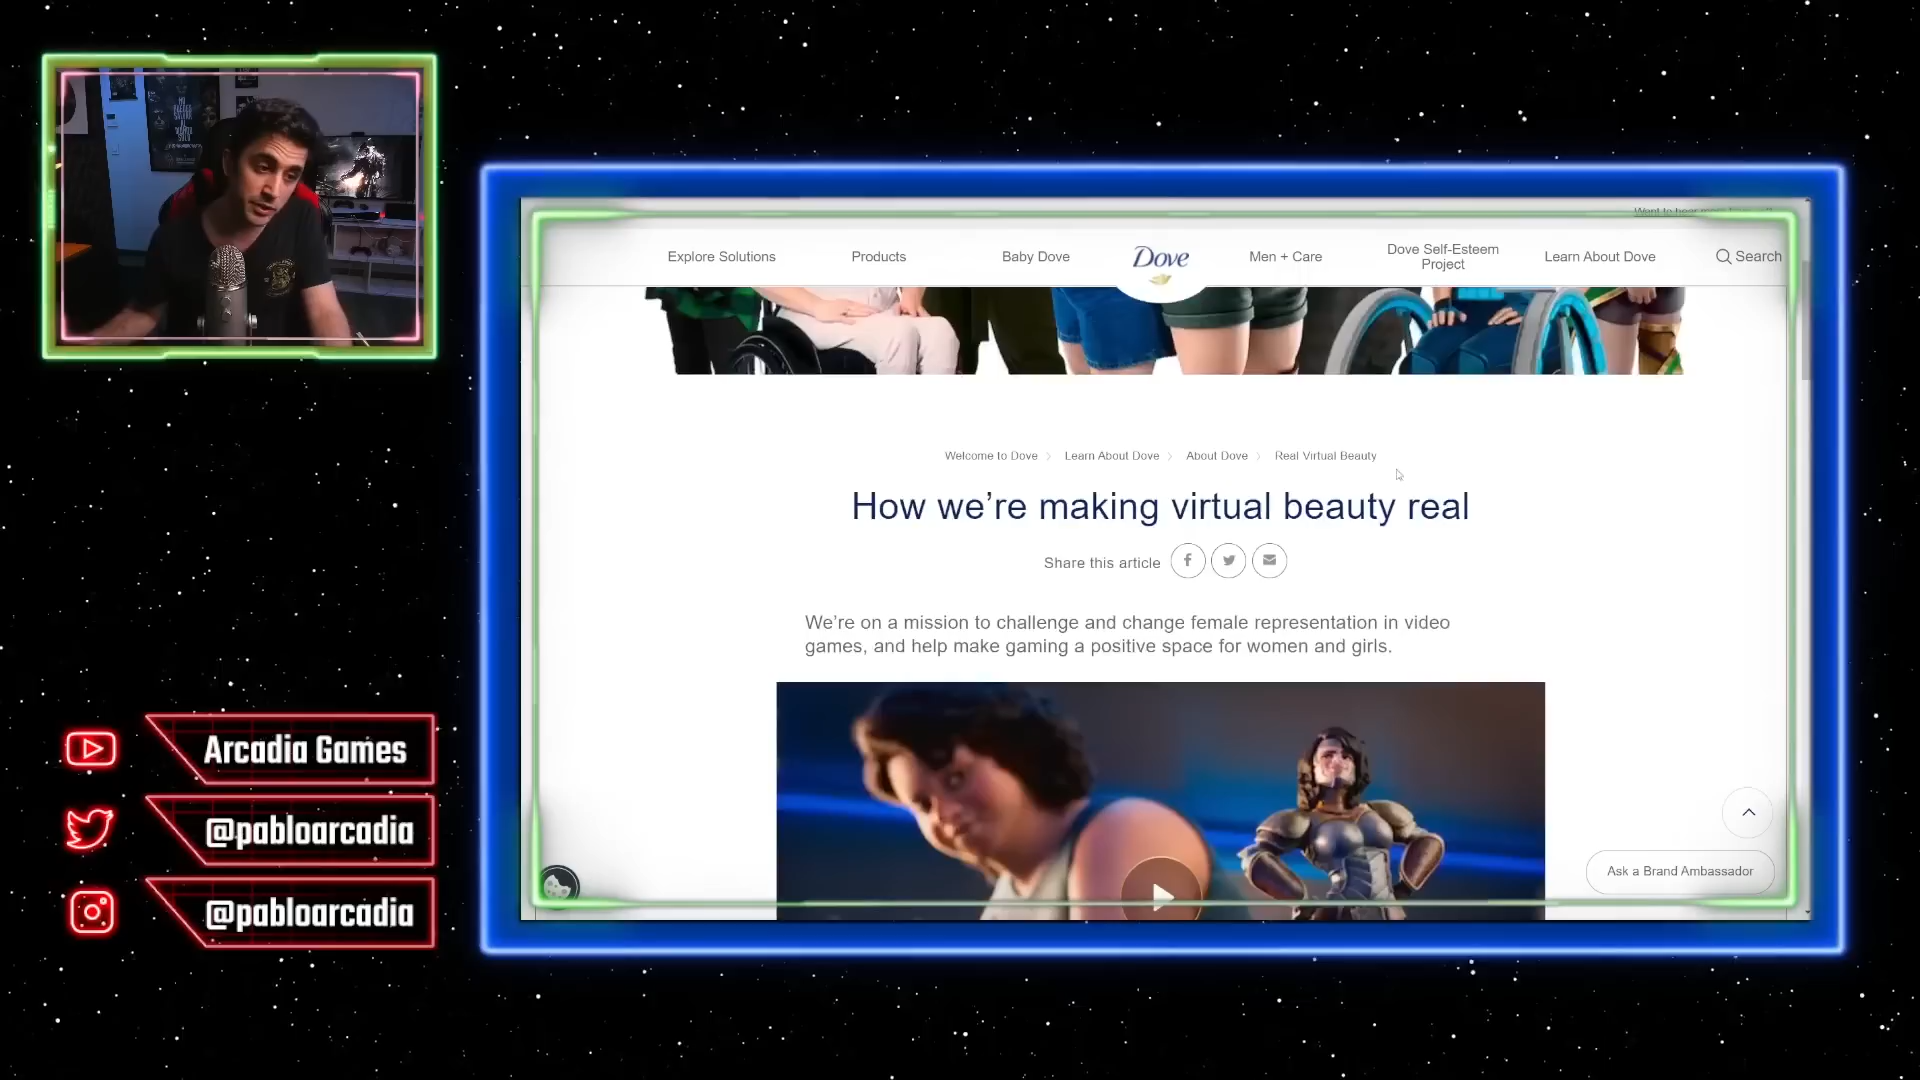 Explore Solutions
Products
Baby Dove
Dove
Men + Care
Dove Self-Esteem
Project
Learn About Dove
Search
Welcome to Dove
Learn About Dove
About Dove
Real Virtual Beauty
How we’re making virtual beauty real
Share this article
We’re on a mission to challenge and change female representation in video
games, and help make gaming a positive space for women and girls.
Ask a Brand Ambassador
Arcadia Games
@pabloarcadia
@pabloarcadia